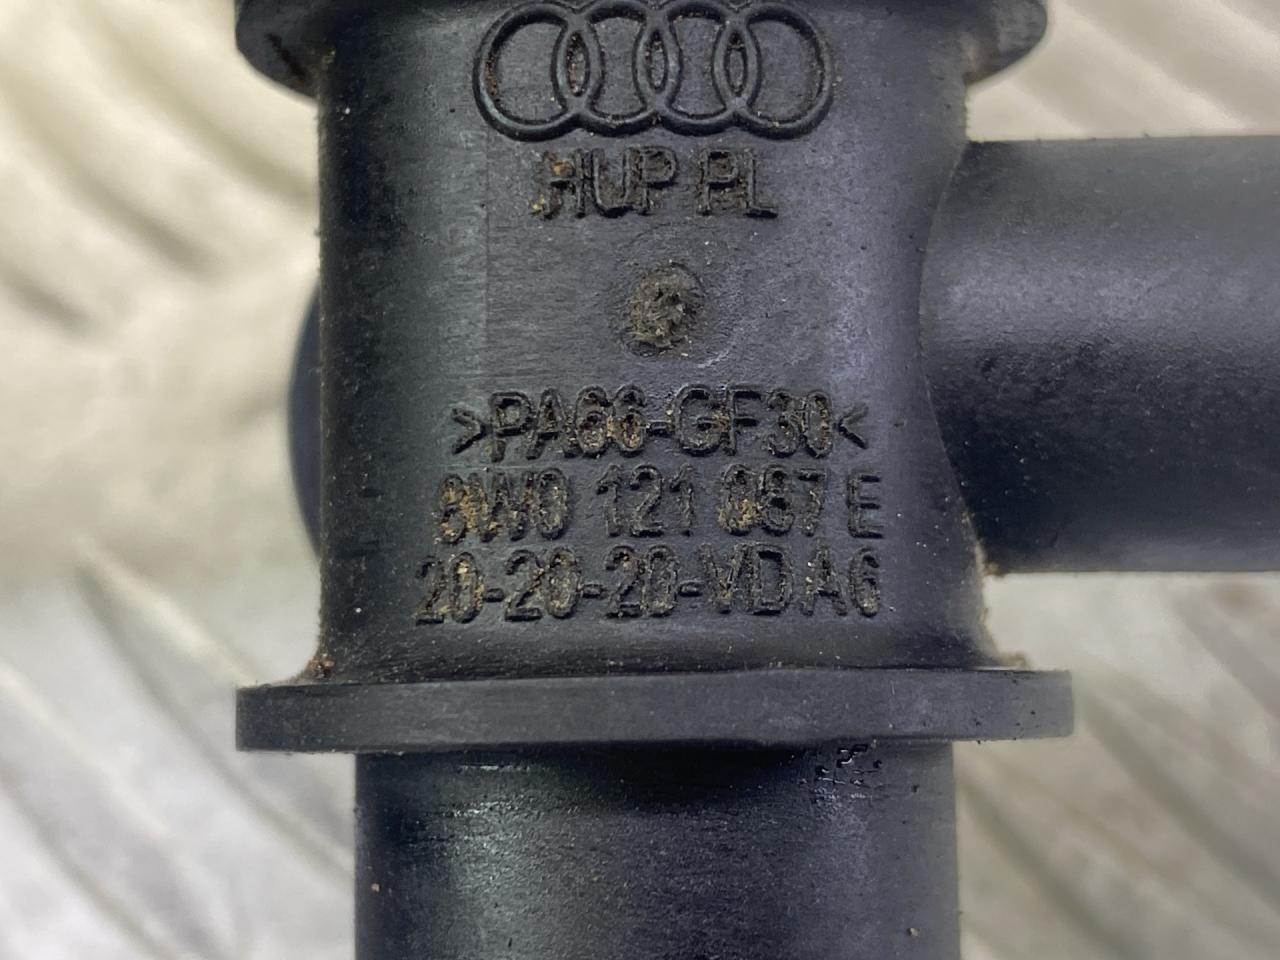 HUP PL
>PA66-GF30<
8W0 121 087 E
20-20-20-VDA6